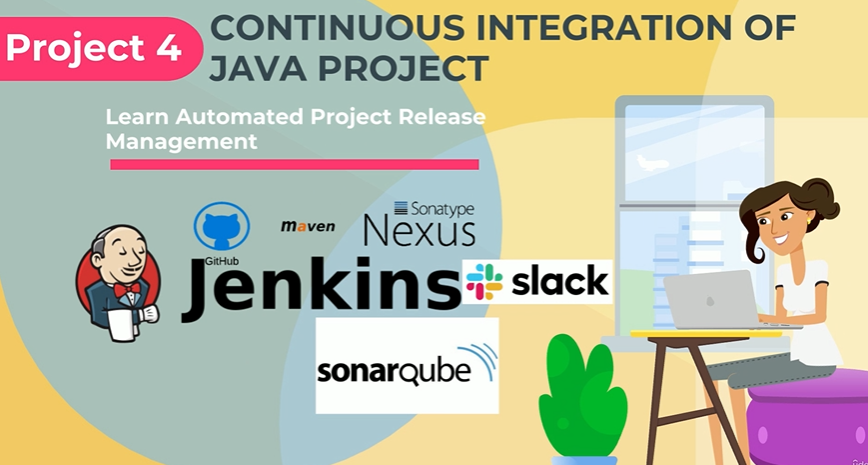 Project 4
CONTINUOUS INTEGRATION OF
JAVA PROJECT
Learn Automated Project Release
Management
GitHub
maven
Sonatype
Nexus
Jenkins
slack
sonarqube